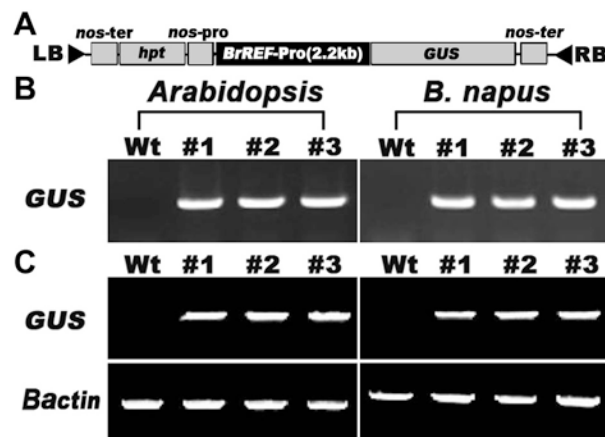 A
nos-ter nos-pro nos-ter
LB hpt BrREF-Pro(2.2kb) GUS RB
B
Arabidopsis B. napus
Wt #1 #2 #3 Wt #1 #2 #3
GUS
C
Wt #1 #2 #3 Wt #1 #2 #3
GUS
Bactin